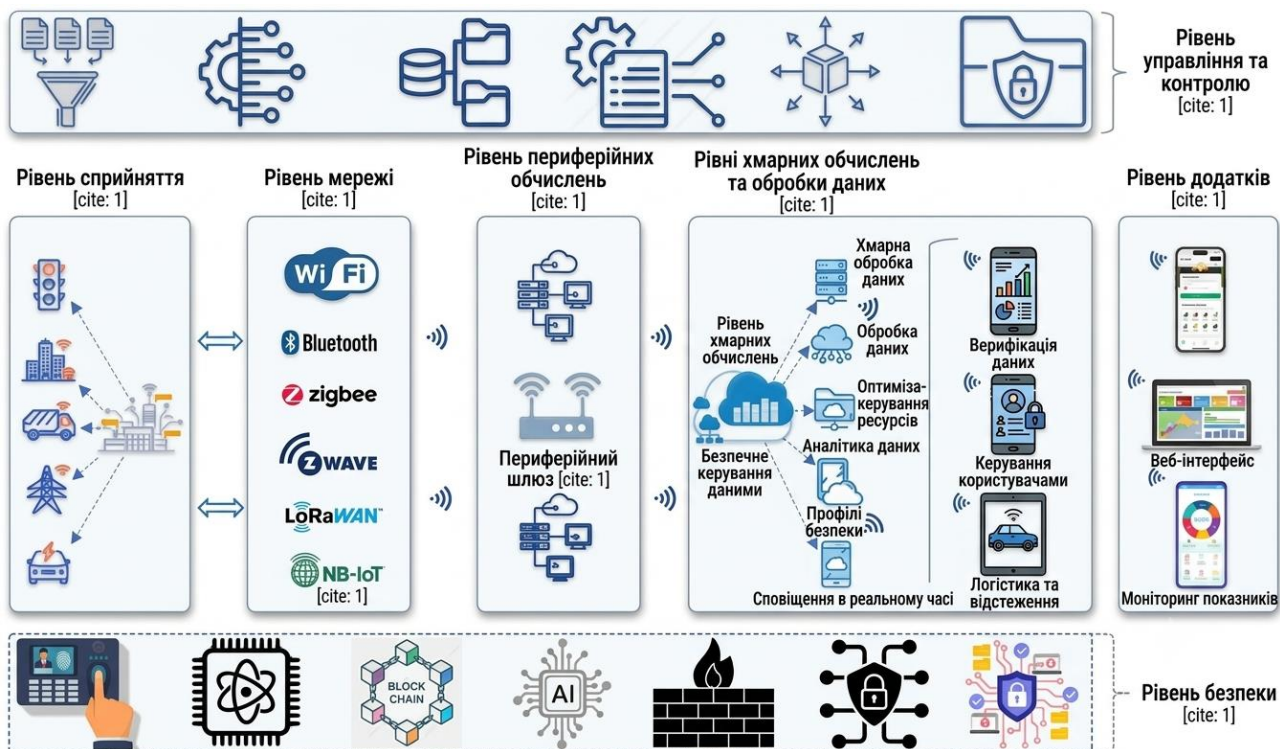 Рівень
управління та
контролю
[cite: 1]
Рівень сприйняття
[cite: 1]
Рівень мережі
[cite: 1]
Рівень периферійних
обчислень
[cite: 1]
Рівні хмарних обчислень
та обробки даних
[cite: 1]
Рівень додатків
[cite: 1]
Wi Fi
Bluetooth
zigbee
Z WAVE
LoRaWAN™
NB-IoT
[cite: 1]
Периферійний
шлюз [cite: 1]
Рівень
хмарних
обчислень
Безпечне
керування
даними
Хмарна
обробка
даних
Обробка
даних
Оптиміза-
керування
ресурсів
Аналітика даних
Профілі
безпеки
Сповіщення в реальному часі
Верифікація
даних
Керування
користувачами
Логістика та
відстеження
Веб-інтерфейс
Моніторинг показників
BLOCK
CHAIN
AI
Рівень безпеки
[cite: 1]